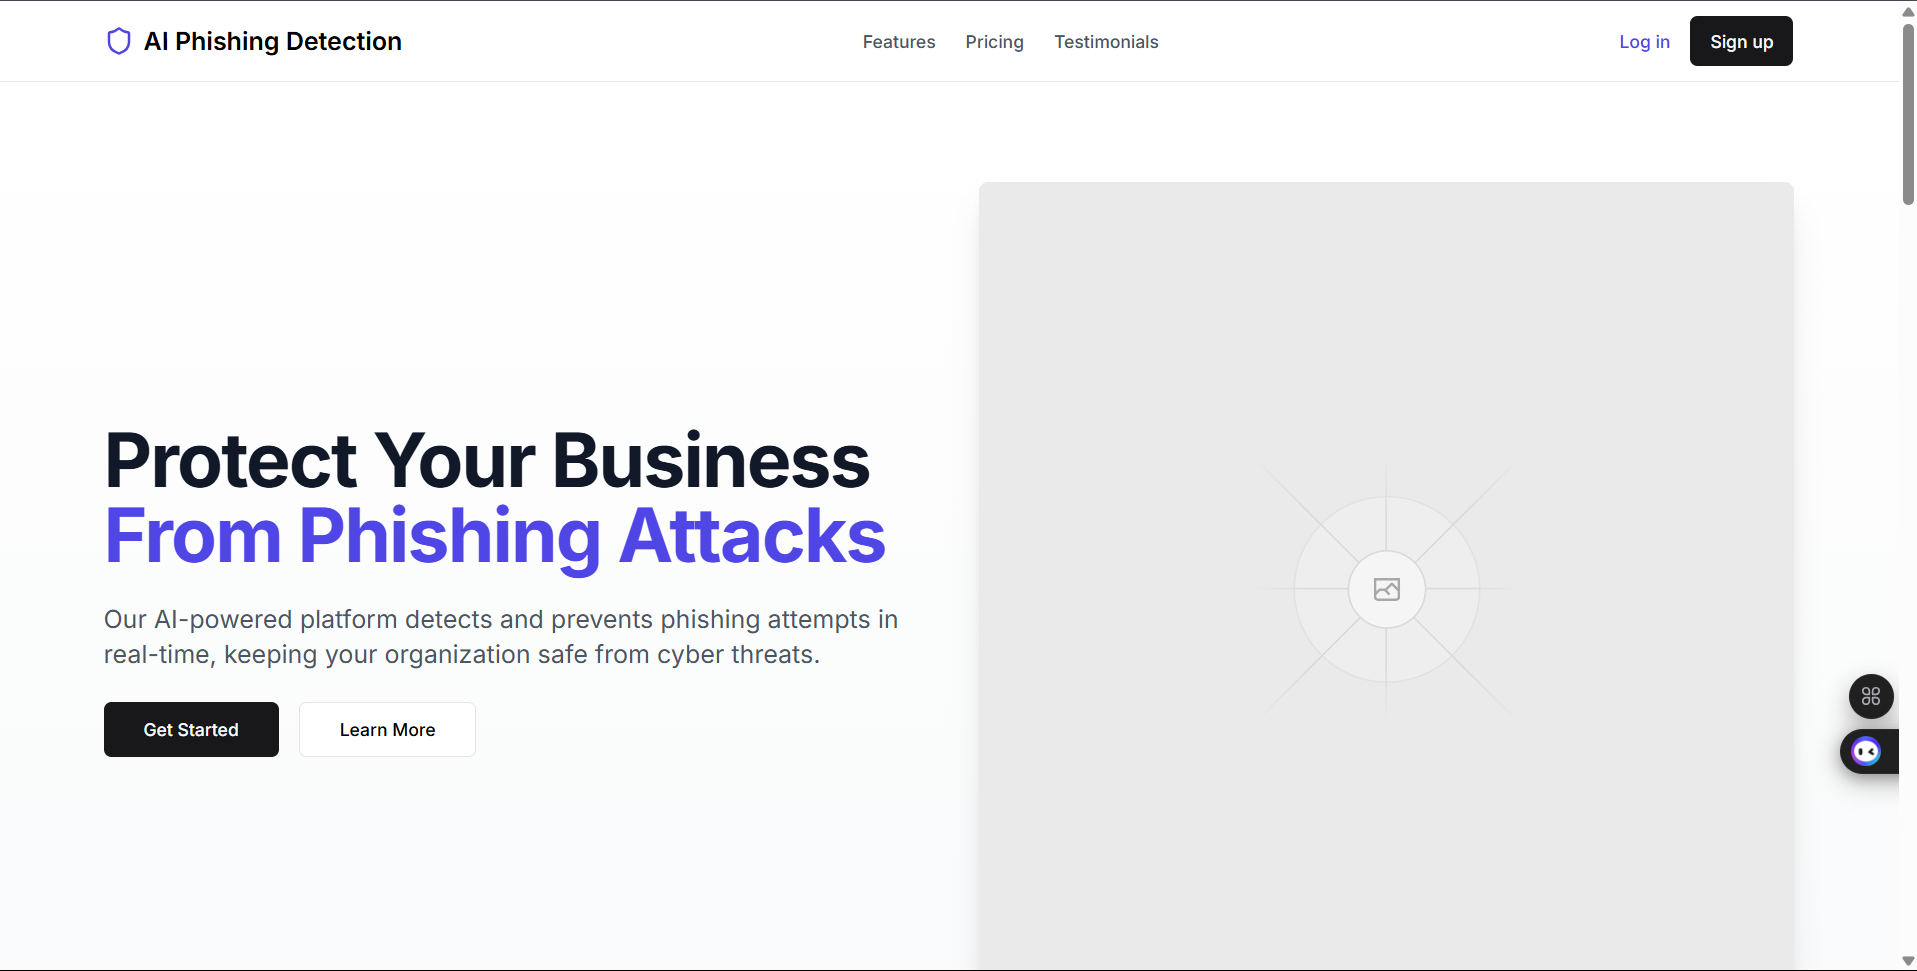 AI Phishing Detection
Features
Pricing
Testimonials
Log in
Sign up
Protect Your Business
From Phishing Attacks
Our AI-powered platform detects and prevents phishing attempts in
real-time, keeping your organization safe from cyber threats.
Get Started
Learn More